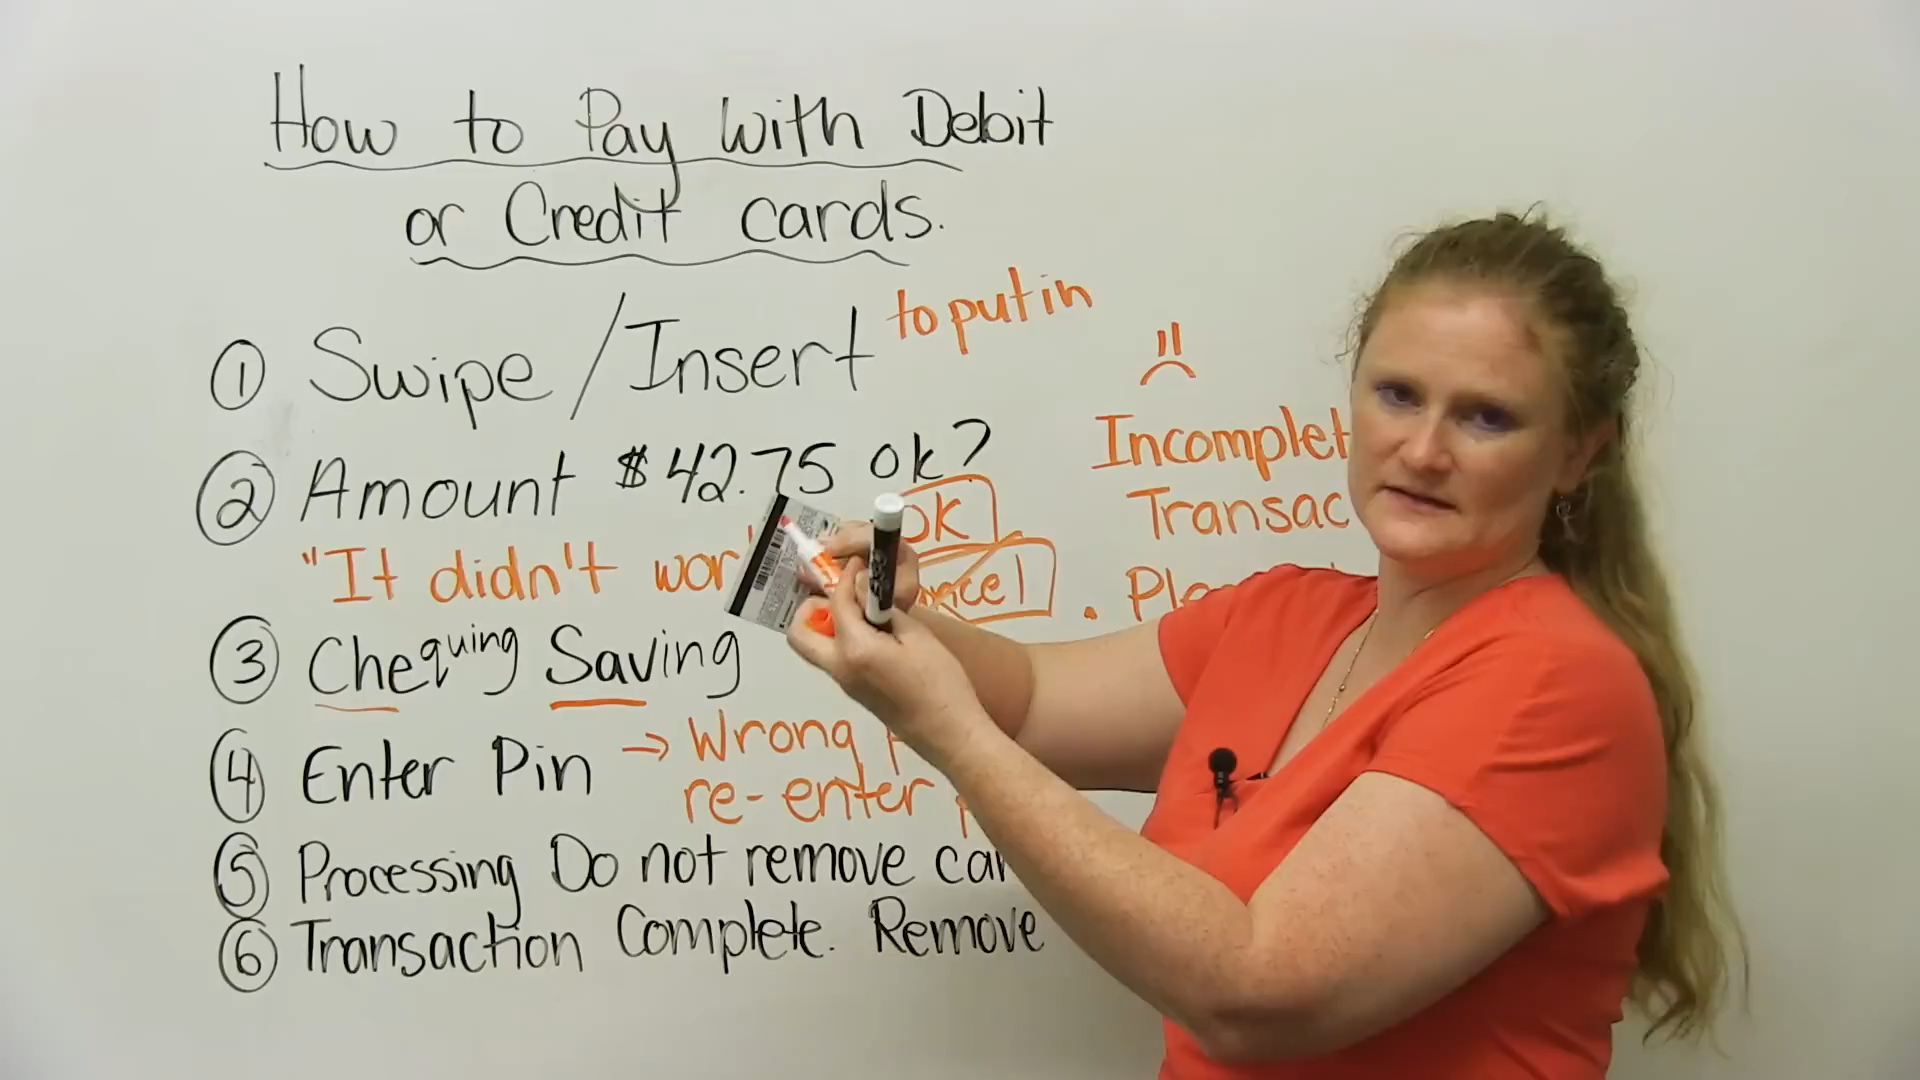 How to Pay with Debit
or Credit cards.
① Swipe / Insert to put in
② Amount $42.75 ok?
OK
"It didn't wor
③ Chequing Saving
④ Enter Pin → Wrong p
re-enter p
⑤ Processing Do not remove car
⑥ Transaction Complete. Remove
Incomplet
Transac
. Ple